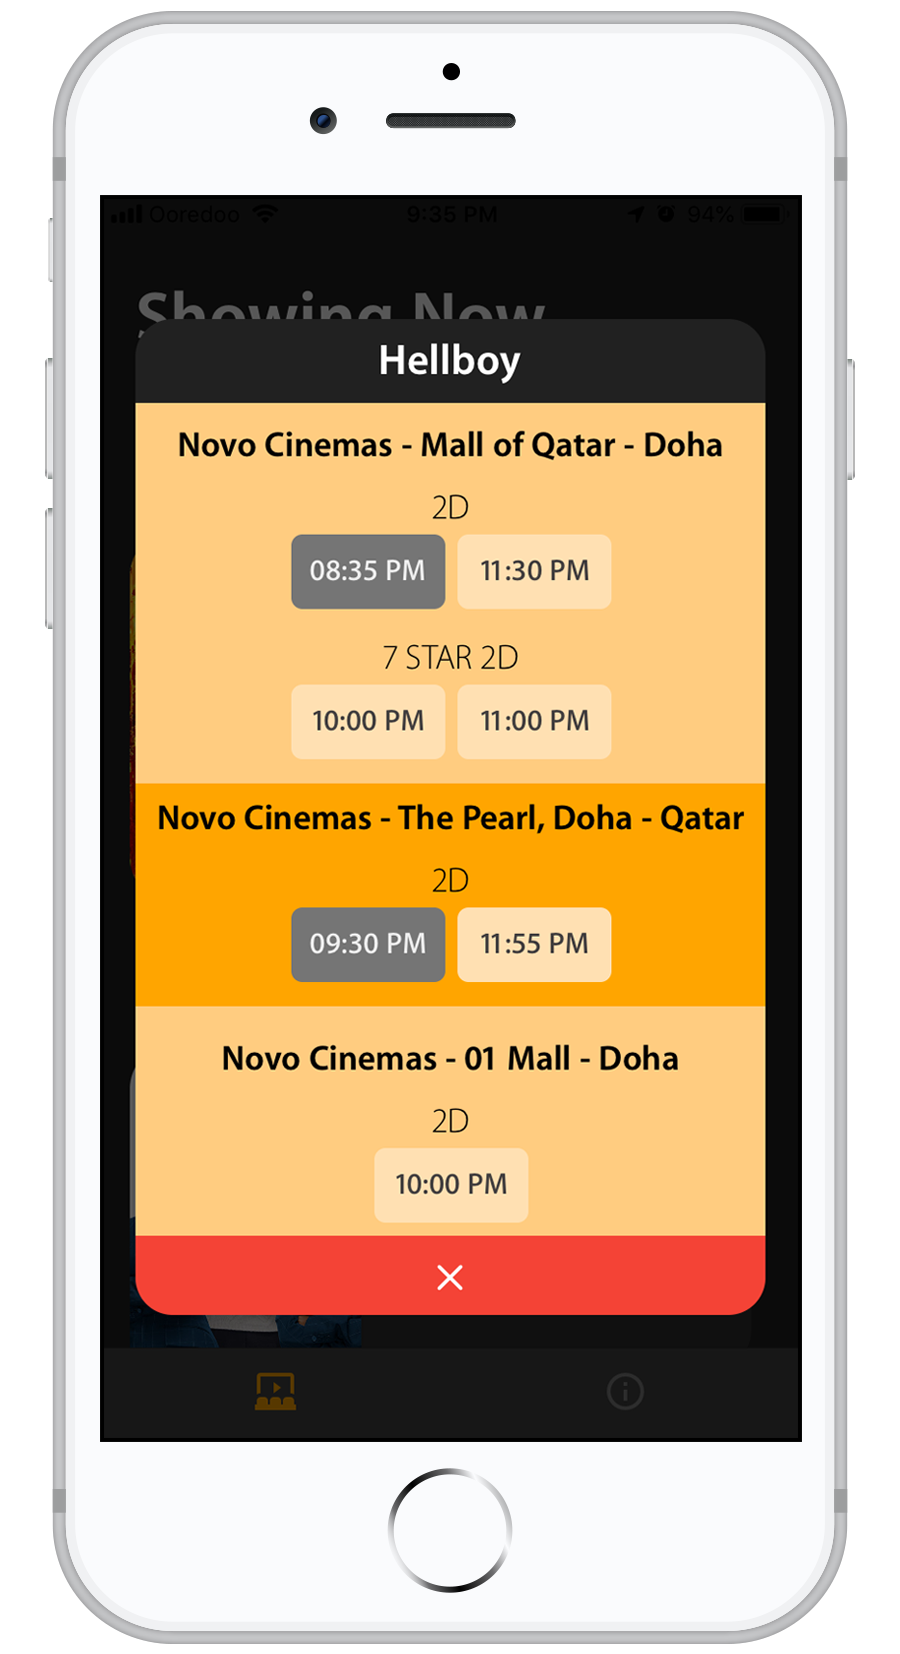 Ooredoo 9:35 PM 94%
Showing Now
Hellboy
Novo Cinemas - Mall of Qatar - Doha
2D
08:35 PM 11:30 PM
7 STAR 2D
10:00 PM 11:00 PM
Novo Cinemas - The Pearl, Doha - Qatar
2D
09:30 PM 11:55 PM
Novo Cinemas - 01 Mall - Doha
2D
10:00 PM